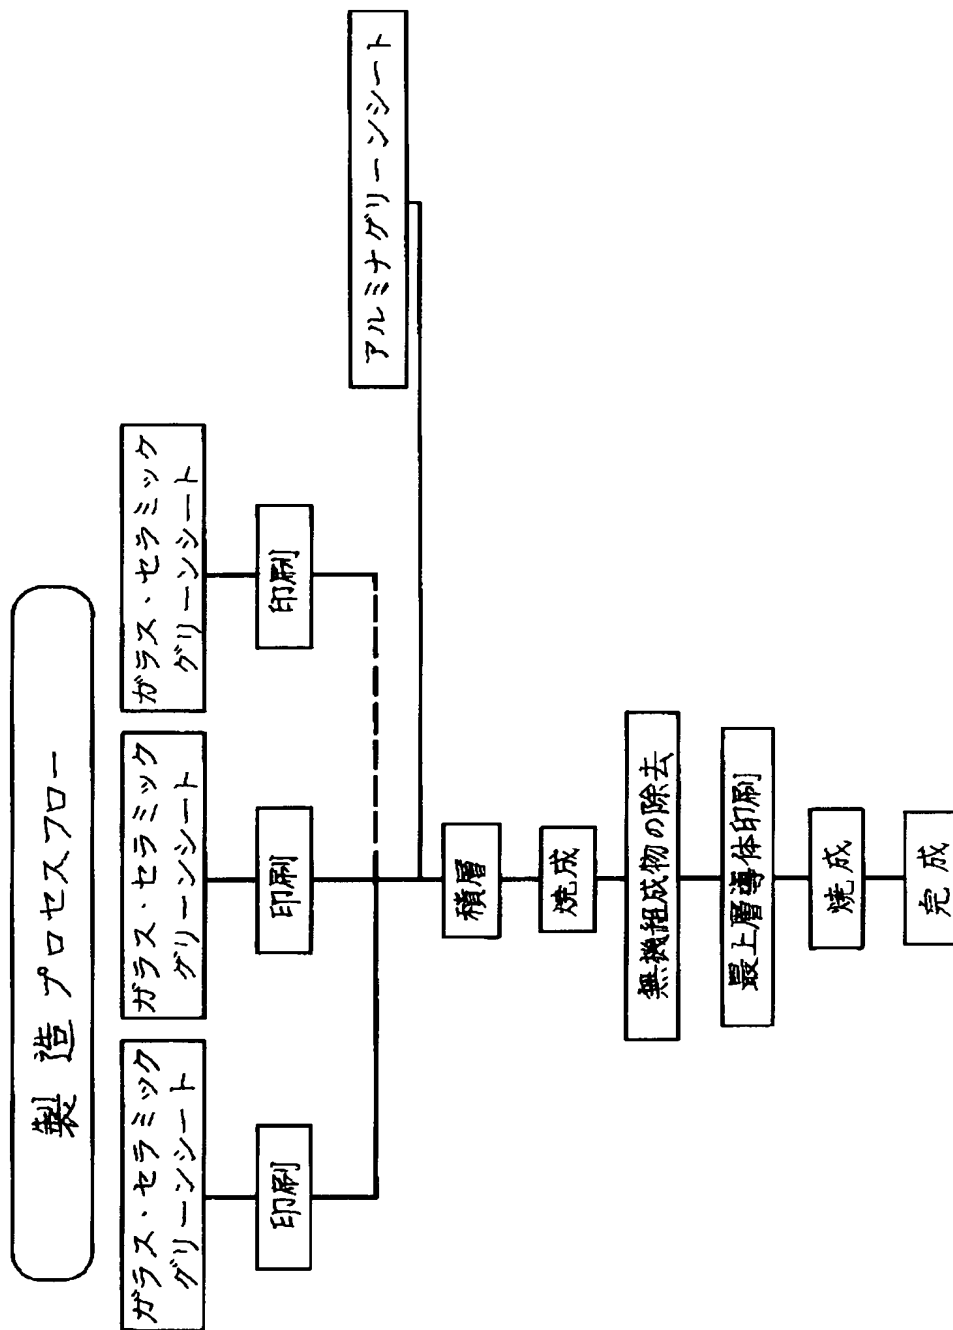 製造プロセスフロー
ガラス・セラミック
グリーンシート
ガラス・セラミック
グリーンシート
ガラス・セラミック
グリーンシート
印刷
印刷
印刷
アルミナグリーンシート
積層
焼成
無機組成物の除去
最上層導体印刷
焼成
完成